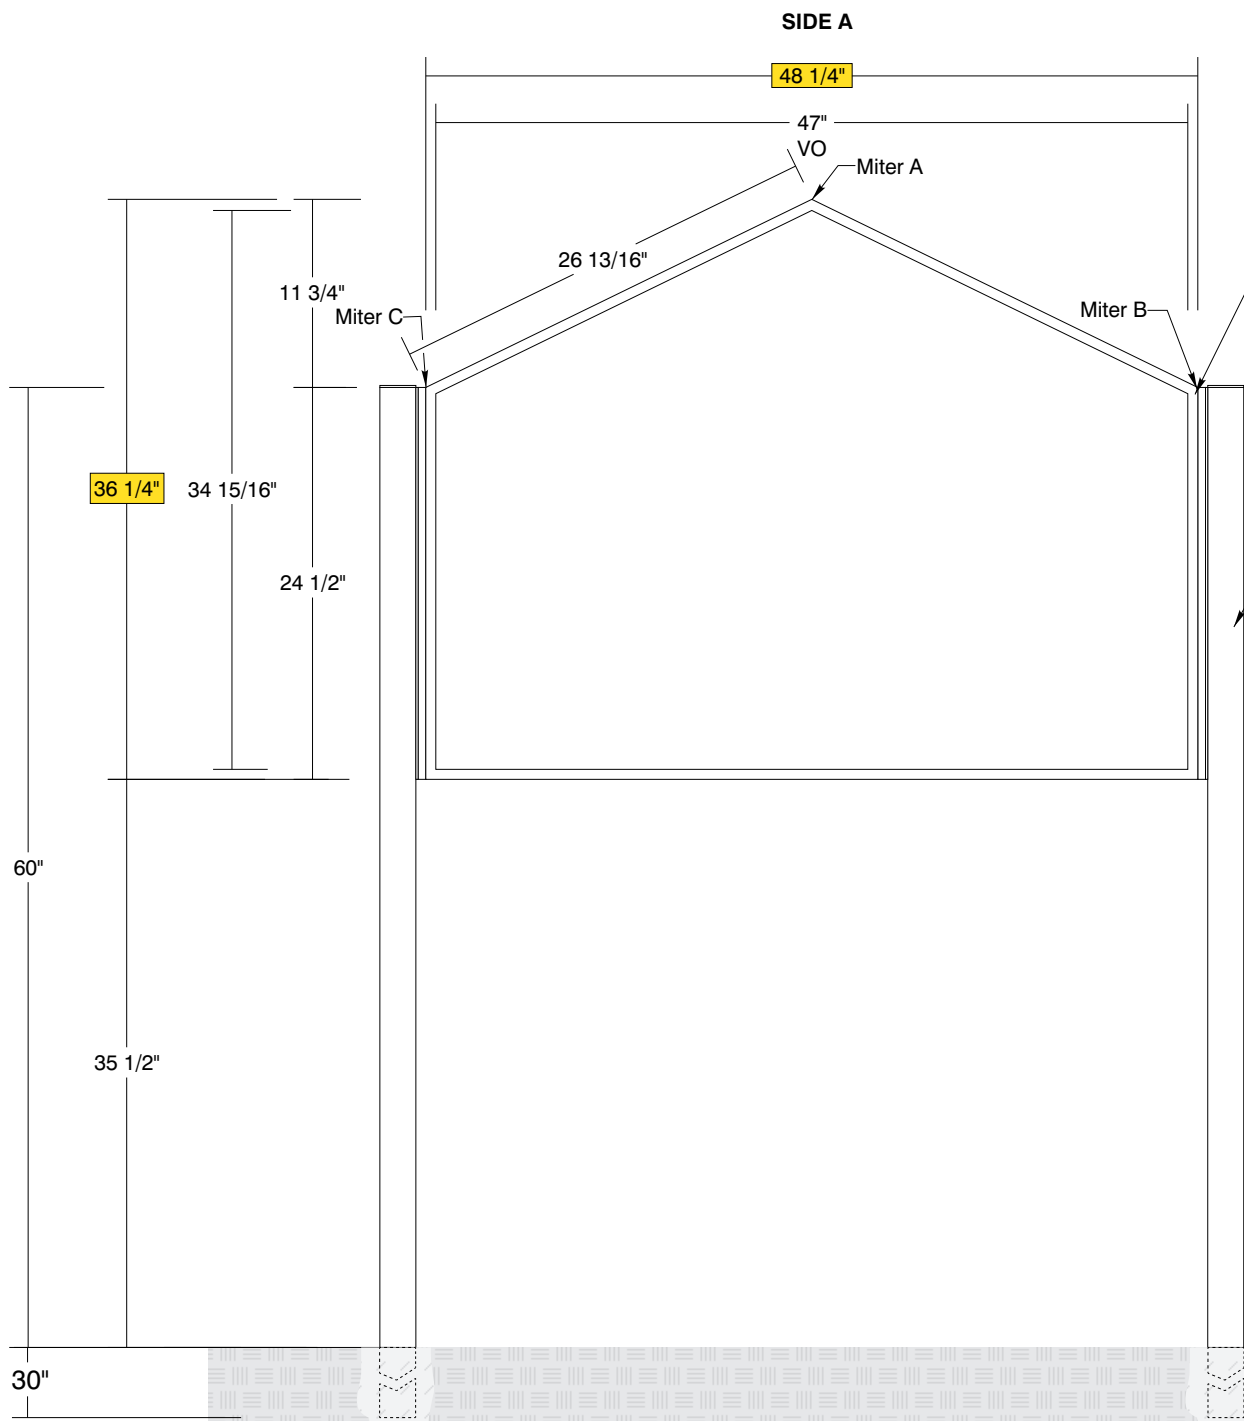 SIDE A
48 1/4"
47"
VO
Miter A
26 13/16"
11 3/4"
Miter C
Miter B
36 1/4"
34 15/16"
24 1/2"
60"
35 1/2"
30"